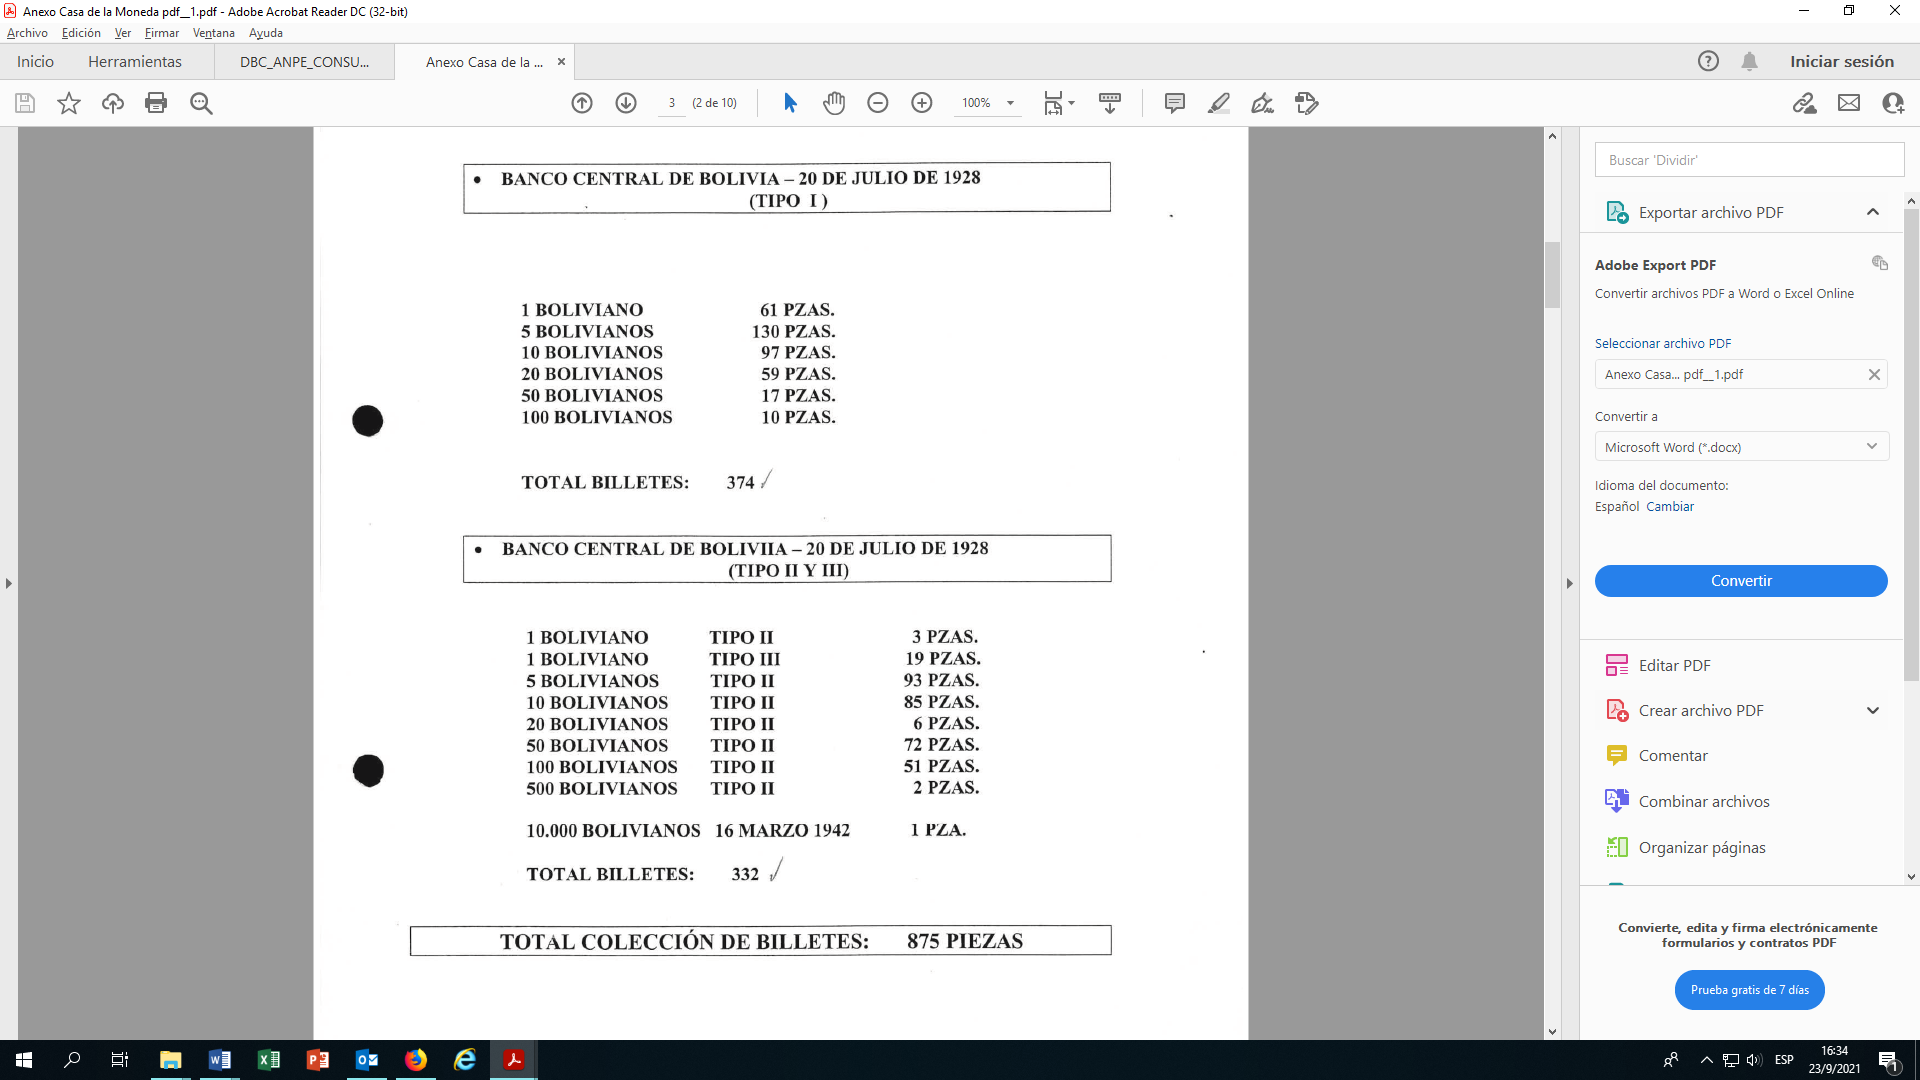 Anexo Casa de la Moneda pdf__1.pdf - Adobe Acrobat Reader DC (32-bit)
Archivo Edición Ver Firmar Ventana Ayuda
Inicio Herramientas DBC_ANPE_CONSU... Anexo Casa de la ... Iniciar sesión
3 (2 de 10) 100%
• BANCO CENTRAL DE BOLIVIA – 20 DE JULIO DE 1928
(TIPO I )
1 BOLIVIANO 61 PZAS.
5 BOLIVIANOS 130 PZAS.
10 BOLIVIANOS 97 PZAS.
20 BOLIVIANOS 59 PZAS.
50 BOLIVIANOS 17 PZAS.
100 BOLIVIANOS 10 PZAS.
TOTAL BILLETES: 374
• BANCO CENTRAL DE BOLIVIIA – 20 DE JULIO DE 1928
(TIPO II Y III)
1 BOLIVIANO TIPO II 3 PZAS.
1 BOLIVIANO TIPO III 19 PZAS.
5 BOLIVIANOS TIPO II 93 PZAS.
10 BOLIVIANOS TIPO II 85 PZAS.
20 BOLIVIANOS TIPO II 6 PZAS.
50 BOLIVIANOS TIPO II 72 PZAS.
100 BOLIVIANOS TIPO II 51 PZAS.
500 BOLIVIANOS TIPO II 2 PZAS.
10.000 BOLIVIANOS 16 MARZO 1942 1 PZA.
TOTAL BILLETES: 332
TOTAL COLECCIÓN DE BILLETES: 875 PIEZAS
Buscar 'Dividir'
Exportar archivo PDF
Adobe Export PDF
Convertir archivos PDF a Word o Excel Online
Seleccionar archivo PDF
Anexo Casa... pdf__1.pdf
Convertir a
Microsoft Word (*.docx)
Idioma del documento:
Español Cambiar
Convertir
Editar PDF
Crear archivo PDF
Comentar
Combinar archivos
Organizar páginas
Convierte, edita y firma electrónicamente
formularios y contratos PDF
Prueba gratis de 7 días
ESP
16:34
23/9/2021
1